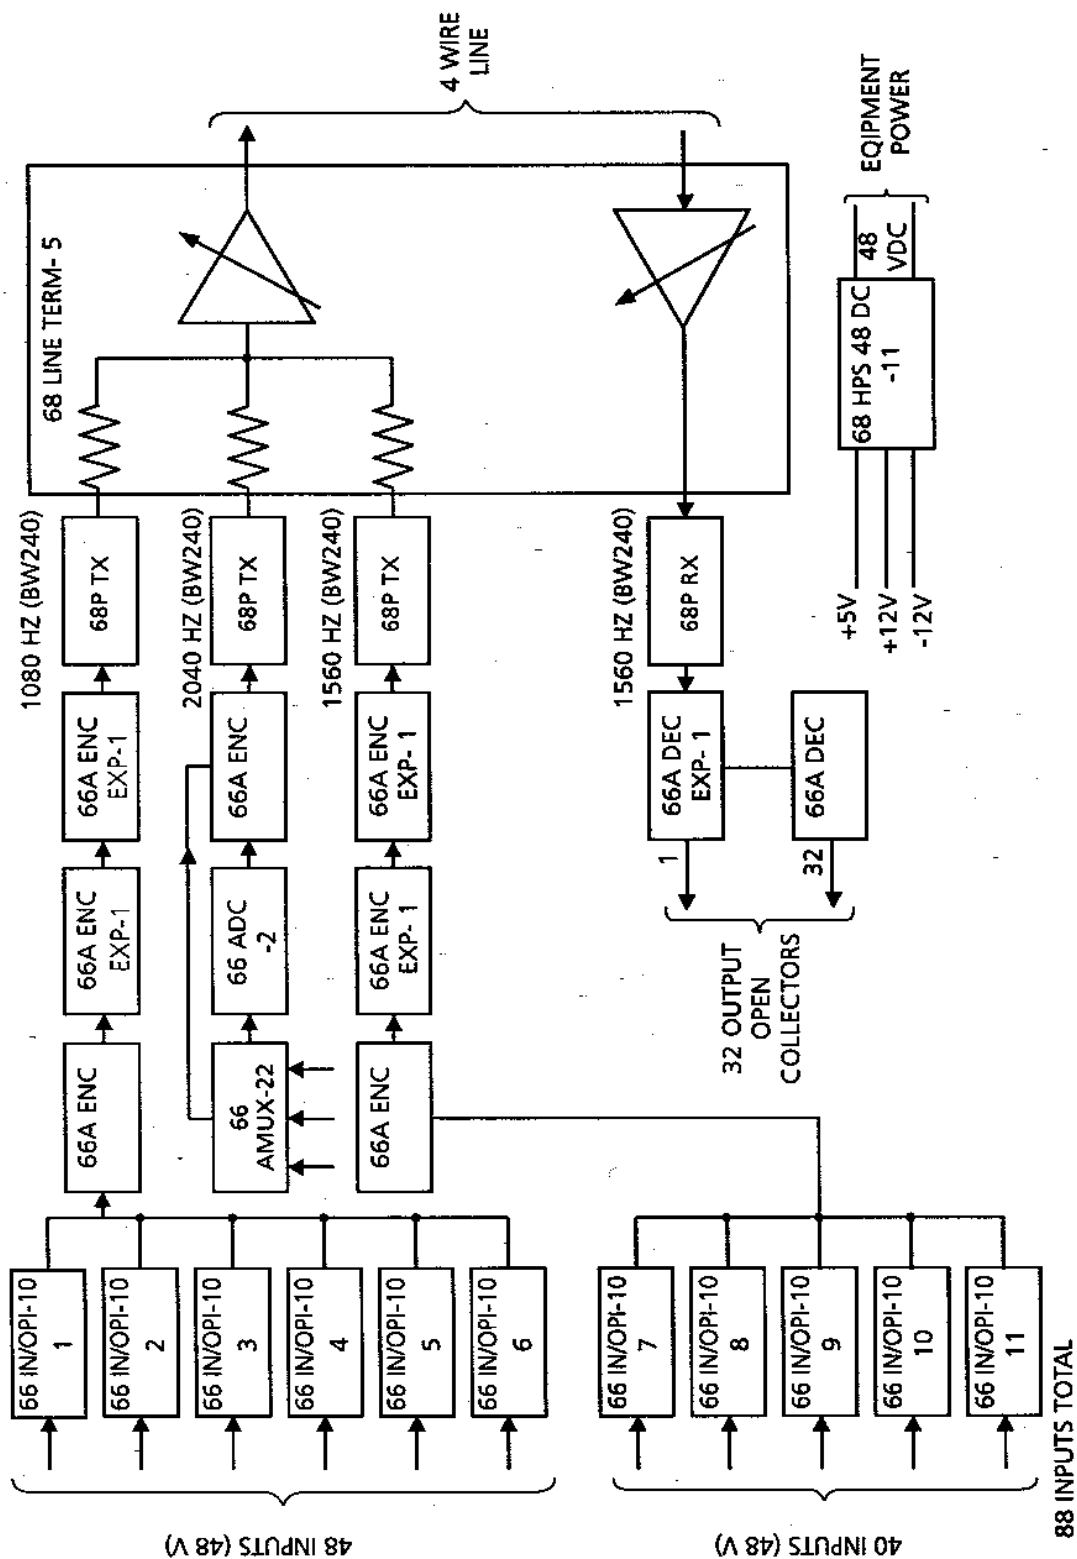 48 INPUTS (48 V)
66 IN/OPI-10
1
66 IN/OPI-10
2
66 IN/OPI-10
3
66 IN/OPI-10
4
66 IN/OPI-10
5
66 IN/OPI-10
6
66A ENC
66A ENC
EXP-1
66A ENC
EXP-1
1080 HZ (BW240)
68P TX
66
AMUX-22
66 ADC
-2
66A ENC
2040 HZ (BW240)
68P TX
66A ENC
66A ENC
EXP- 1
66A ENC
EXP- 1
1560 HZ (BW240)
68P TX
68 LINE TERM- 5
4 WIRE
LINE
40 INPUTS (48 V)
66 IN/OPI-10
7
66 IN/OPI-10
8
66 IN/OPI-10
9
66 IN/OPI-10
10
66 IN/OPI-10
11
88 INPUTS TOTAL
32 OUTPUT
OPEN
COLLECTORS
1
32
66A DEC
EXP- 1
66A DEC
1560 HZ (BW240)
68P RX
+5V
+12V
-12V
68 HPS 48 DC
-11
48
VDC
EQIPMENT
POWER